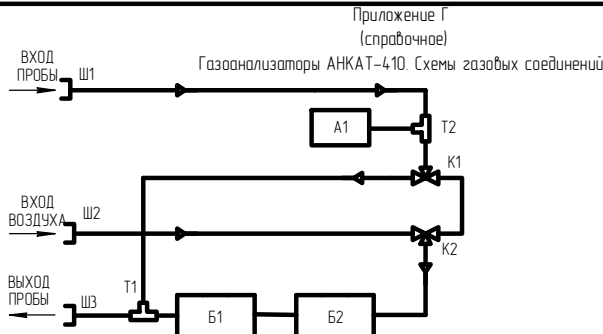 Приложение Г
(справочное)
Газоанализаторы АНКАТ-410. Схемы газовых соединений
ВХОД
ПРОБЫ
Ш1
А1
Т2
К1
ВХОД
ВОЗДУХА
Ш2
К2
ВЫХОД
ПРОБЫ
Ш3
Т1
Б1
Б2